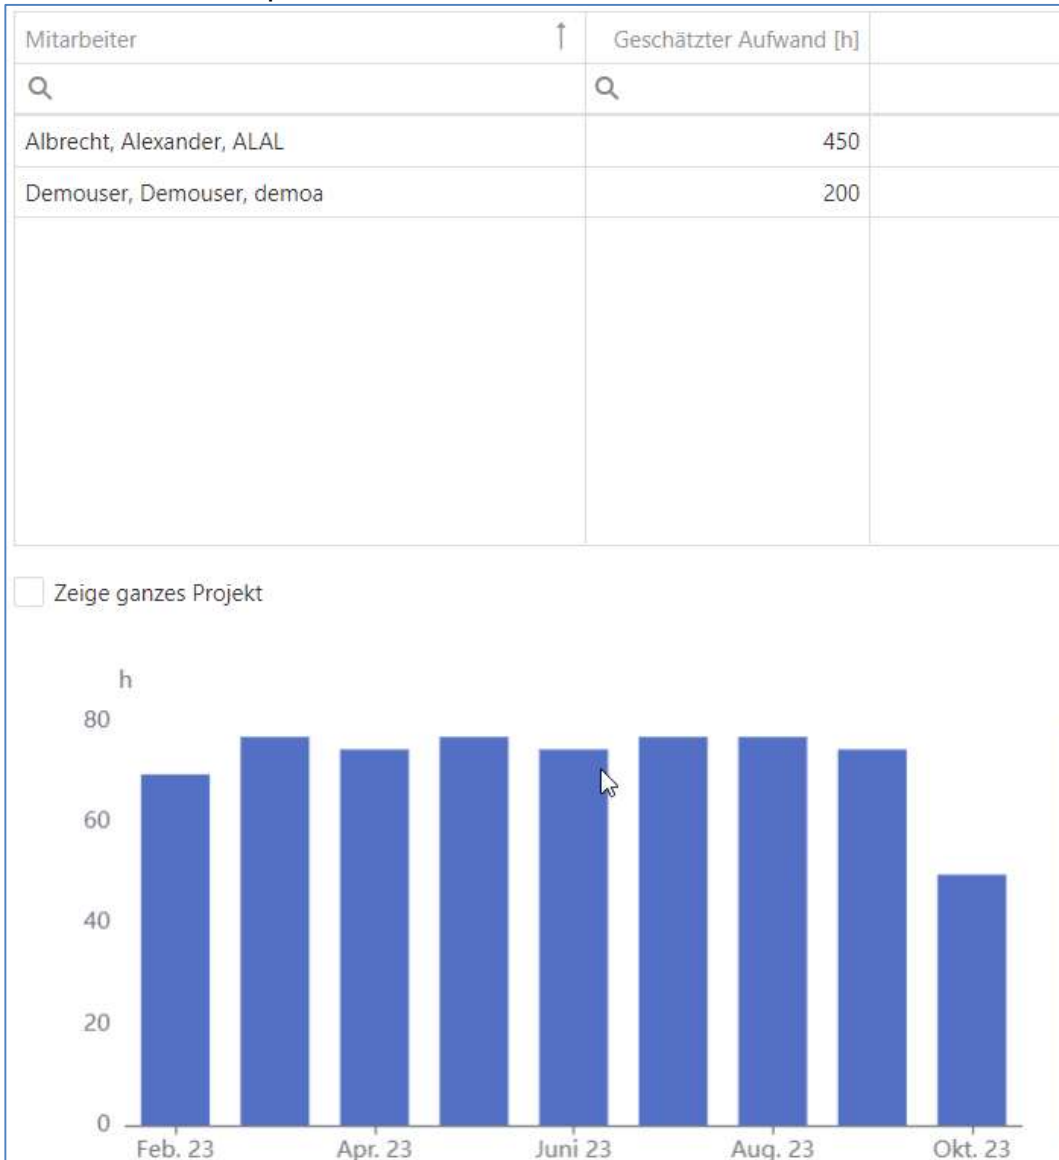 Mitarbeiter ↑ Geschätzter Aufwand [h]
Albrecht, Alexander, ALAL 450
Demouser, Demouser, demoa 200
Zeige ganzes Projekt
h
80
60
40
20
0
Feb. 23 Apr. 23 Juni 23 Aug. 23 Okt. 23